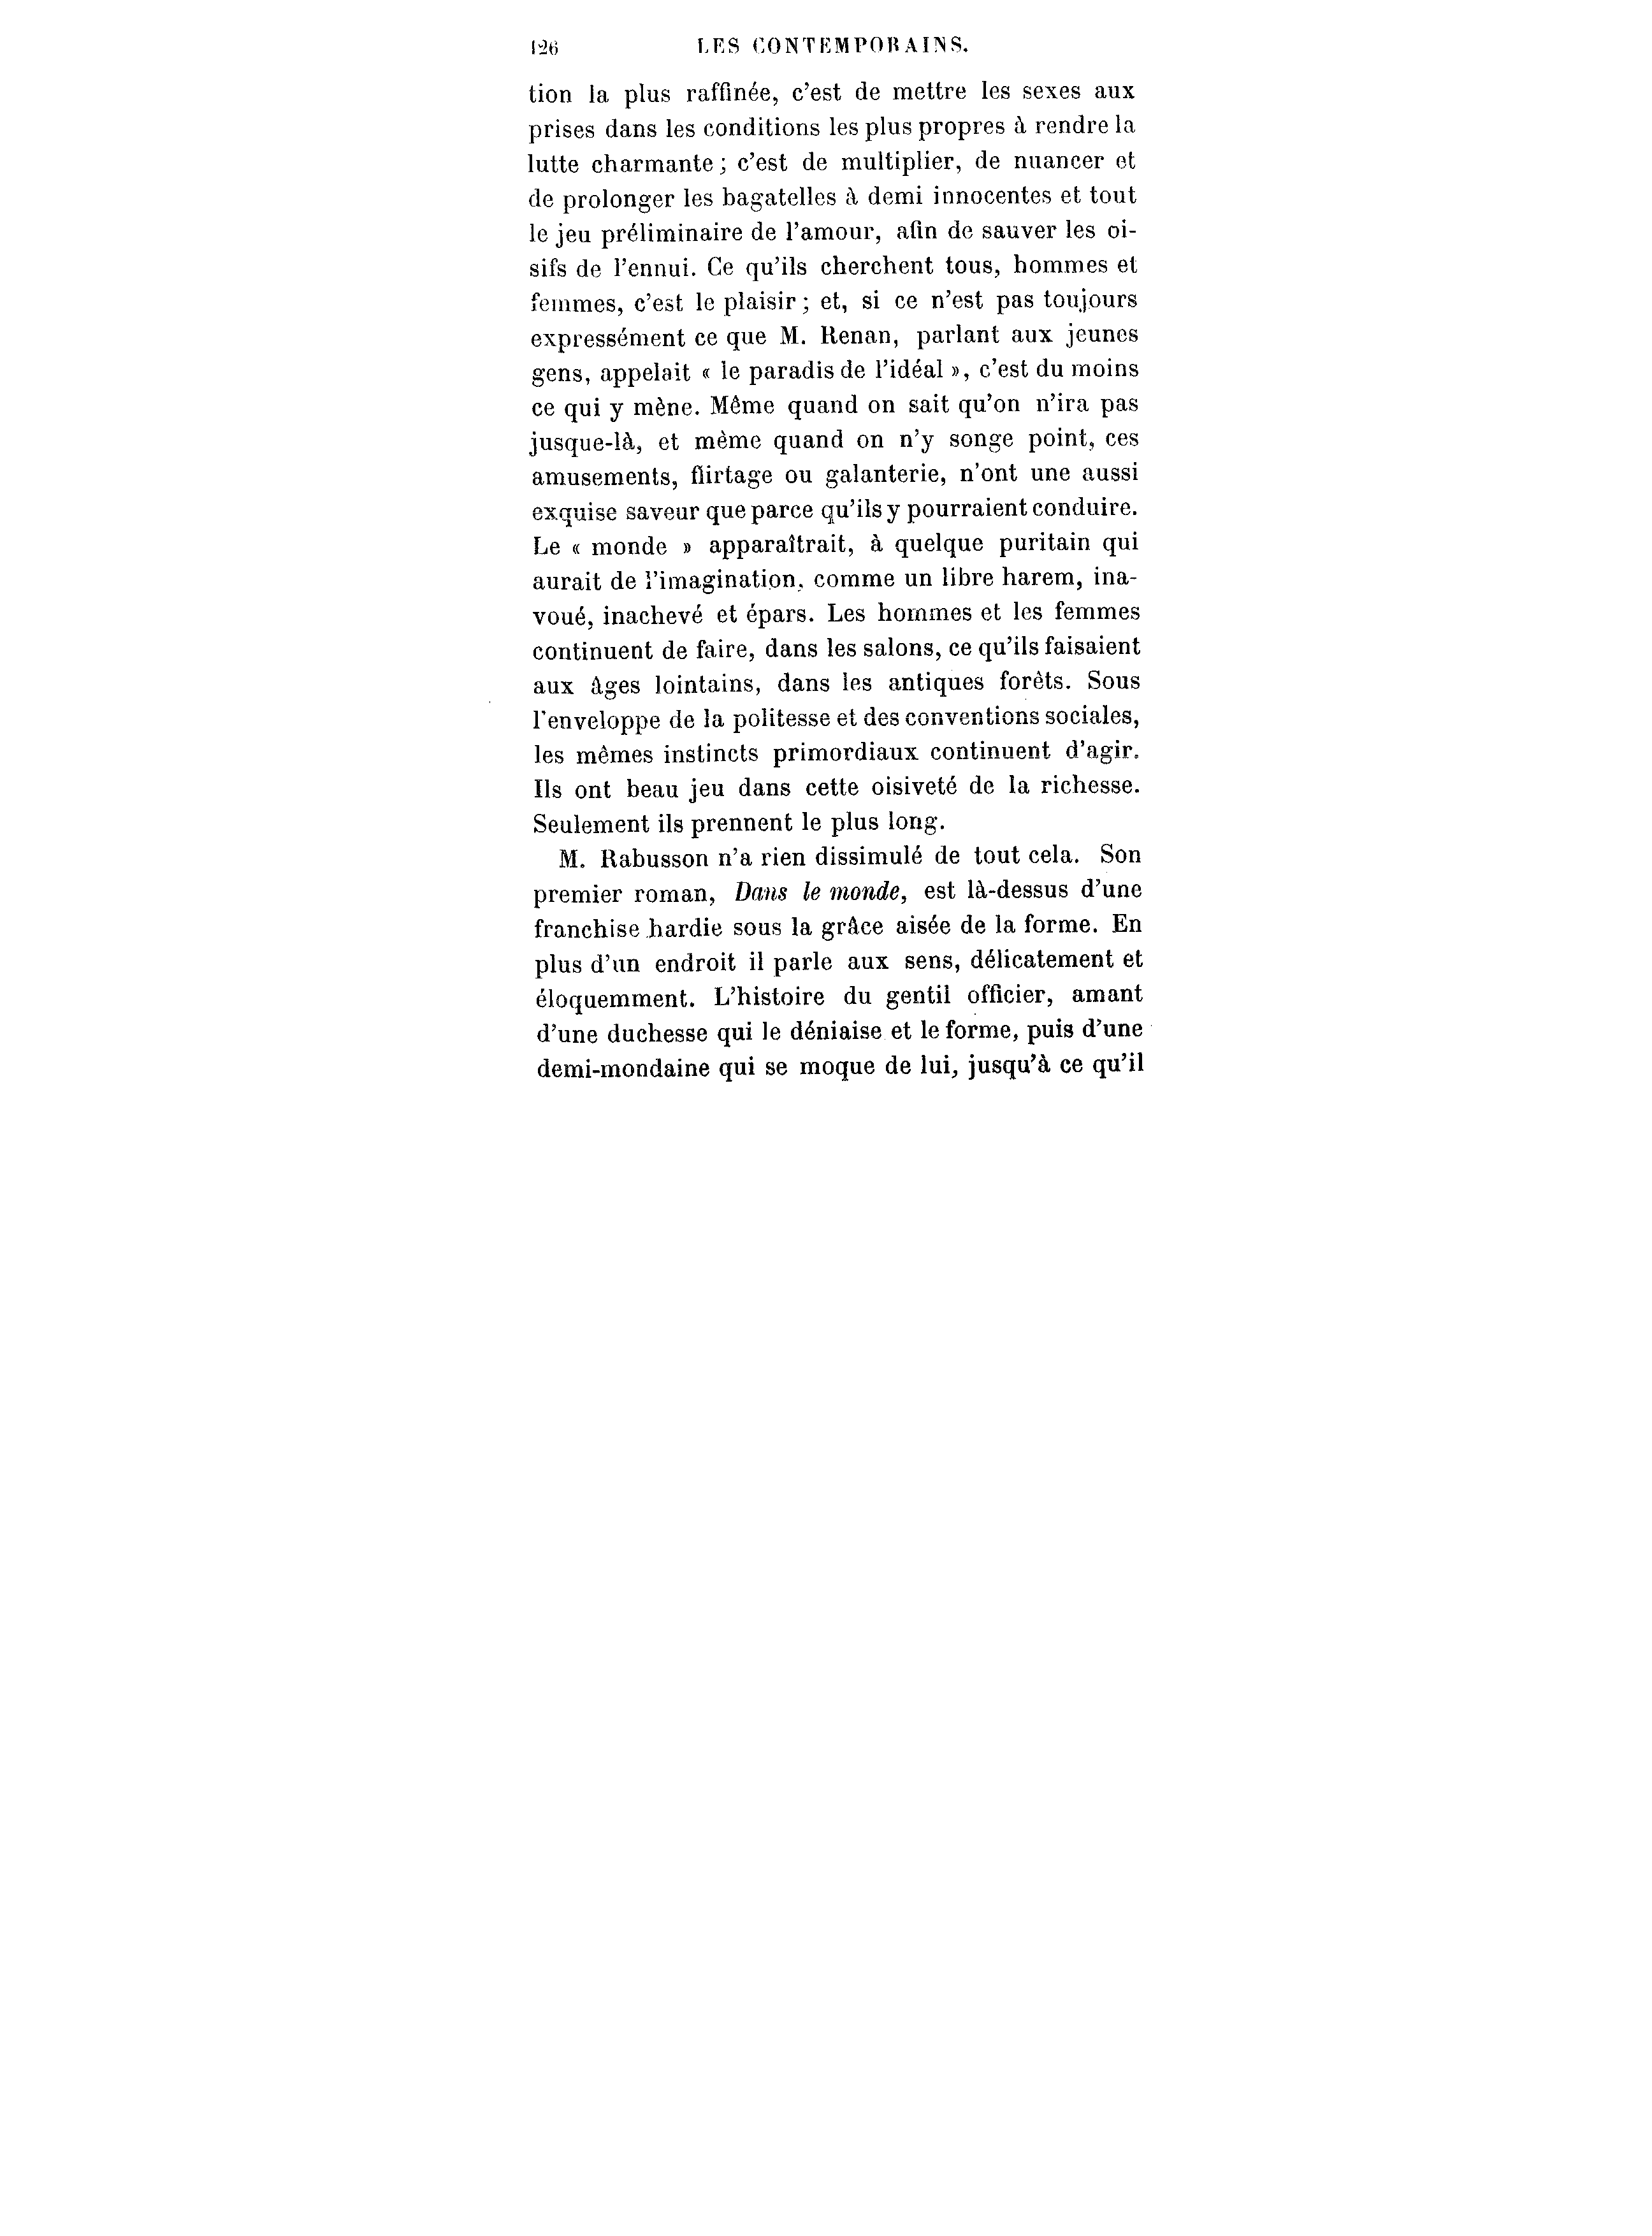 126 LES CONTEMPORAINS.
tion la plus raffinée, c'est de mettre les sexes aux
prises dans les conditions les plus propres à rendre la
lutte charmante ; c'est de multiplier, de nuancer et
de prolonger les bagatelles à demi innocentes et tout
le jeu préliminaire de l'amour, afin de sauver les oi-
sifs de l'ennui. Ce qu'ils cherchent tous, hommes et
femmes, c'est le plaisir ; et, si ce n'est pas toujours
expressément ce que M. Renan, parlant aux jeunes
gens, appelait « le paradis de l'idéal », c'est du moins
ce qui y mène. Même quand on sait qu'on n'ira pas
jusque-là, et même quand on n'y songe point, ces
amusements, flirtage ou galanterie, n'ont une aussi
exquise saveur que parce qu'ils y pourraient conduire.
Le « monde » apparaîtrait, à quelque puritain qui
aurait de l'imagination, comme un libre harem, ina-
voué, inachevé et épars. Les hommes et les femmes
continuent de faire, dans les salons, ce qu'ils faisaient
aux âges lointains, dans les antiques forêts. Sous
l'enveloppe de la politesse et des conventions sociales,
les mêmes instincts primordiaux continuent d'agir.
Ils ont beau jeu dans cette oisiveté de la richesse.
Seulement ils prennent le plus long.
M. Rabusson n'a rien dissimulé de tout cela. Son
premier roman, Dans le monde, est là-dessus d'une
franchise hardie sous la grâce aisée de la forme. En
plus d'un endroit il parle aux sens, délicatement et
éloquemment. L'histoire du gentil officier, amant
d'une duchesse qui le déniaise et le forme, puis d'une
demi-mondaine qui se moque de lui, jusqu'à ce qu'il